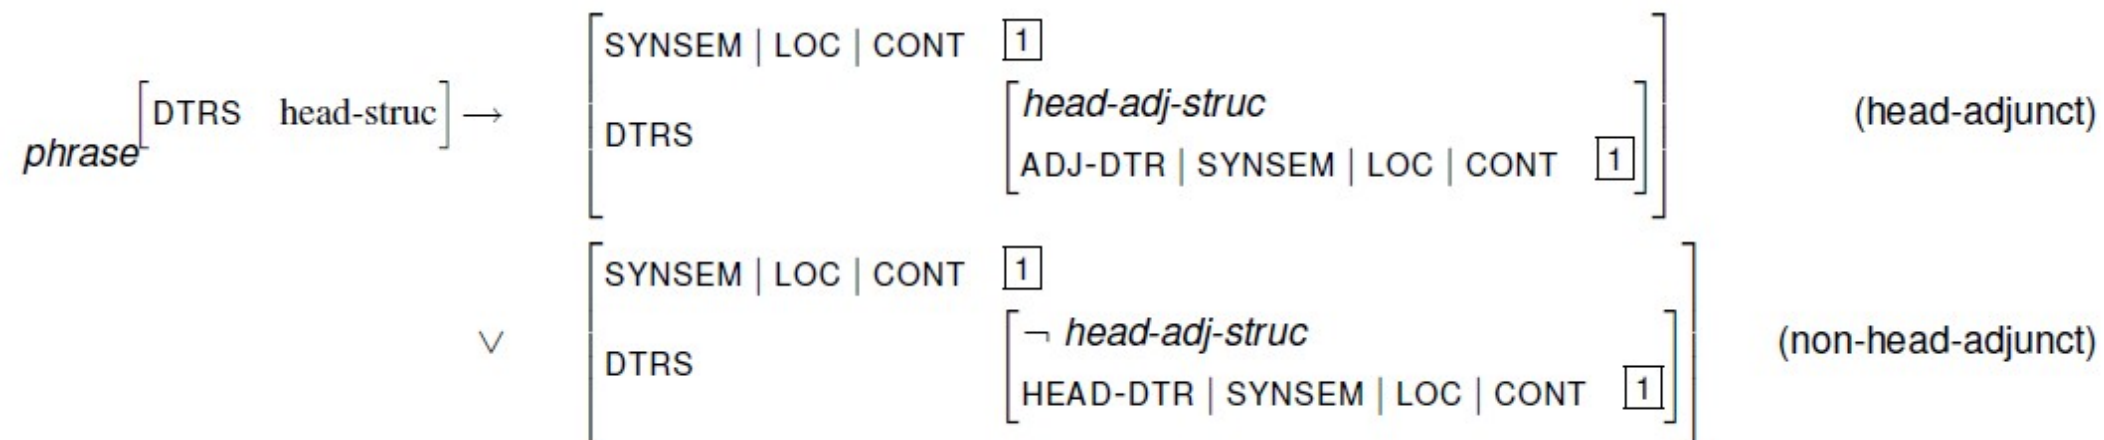 SYNSEM | LOC | CONT 1
phrase[DTRS head-struc] → DTRS [head-adj-struc (head-adjunct)
ADJ-DTR | SYNSEM | LOC | CONT 1]
SYNSEM | LOC | CONT 1
∨ DTRS [¬ head-adj-struc (non-head-adjunct)
HEAD-DTR | SYNSEM | LOC | CONT 1]